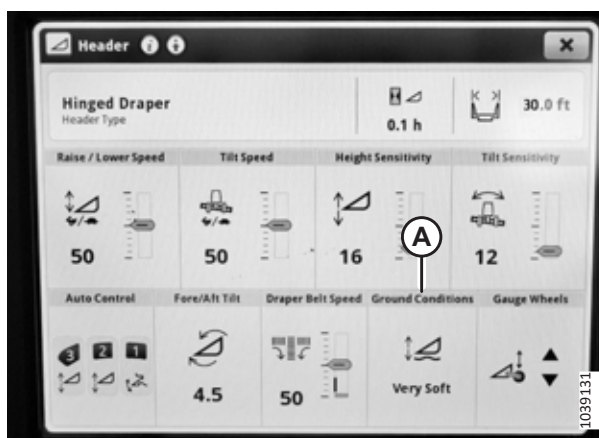 Header
Hinged Draper
Header Type
0.1 h
30.0 ft
Raise / Lower Speed
Tilt Speed
Height Sensitivity
Tilt Sensitivity
50
50
16
12
A
Auto Control
Fore/Aft Tilt
Draper Belt Speed
Ground Conditions
Gauge Wheels
3 2 1
4.5
50
Very Soft
1039131